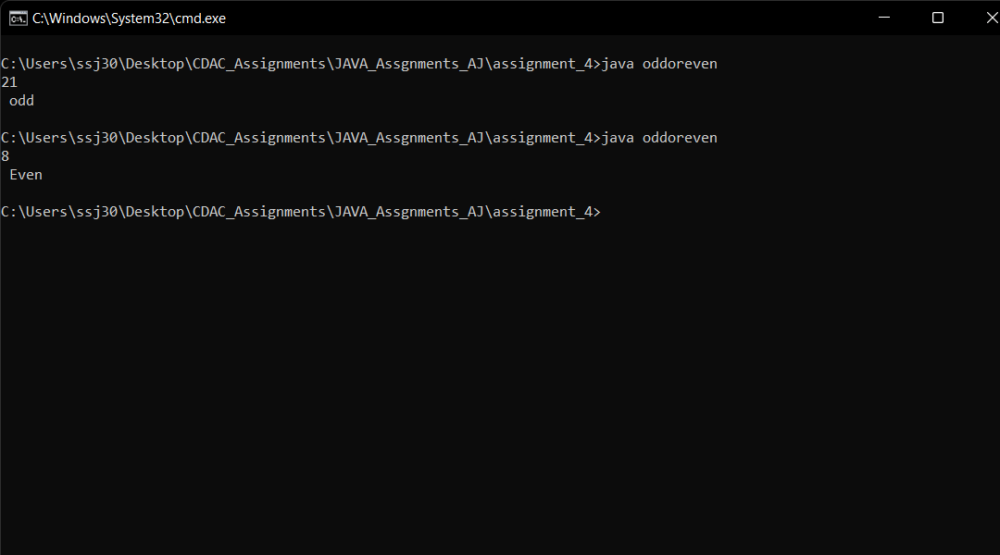 C:\Windows\System32\cmd.exe
C:\Users\ssj30\Desktop\CDAC_Assignments\JAVA_Assgnments_AJ\assignment_4>java oddoreven
21
odd
C:\Users\ssj30\Desktop\CDAC_Assignments\JAVA_Assgnments_AJ\assignment_4>java oddoreven
8
Even
C:\Users\ssj30\Desktop\CDAC_Assignments\JAVA_Assgnments_AJ\assignment_4>